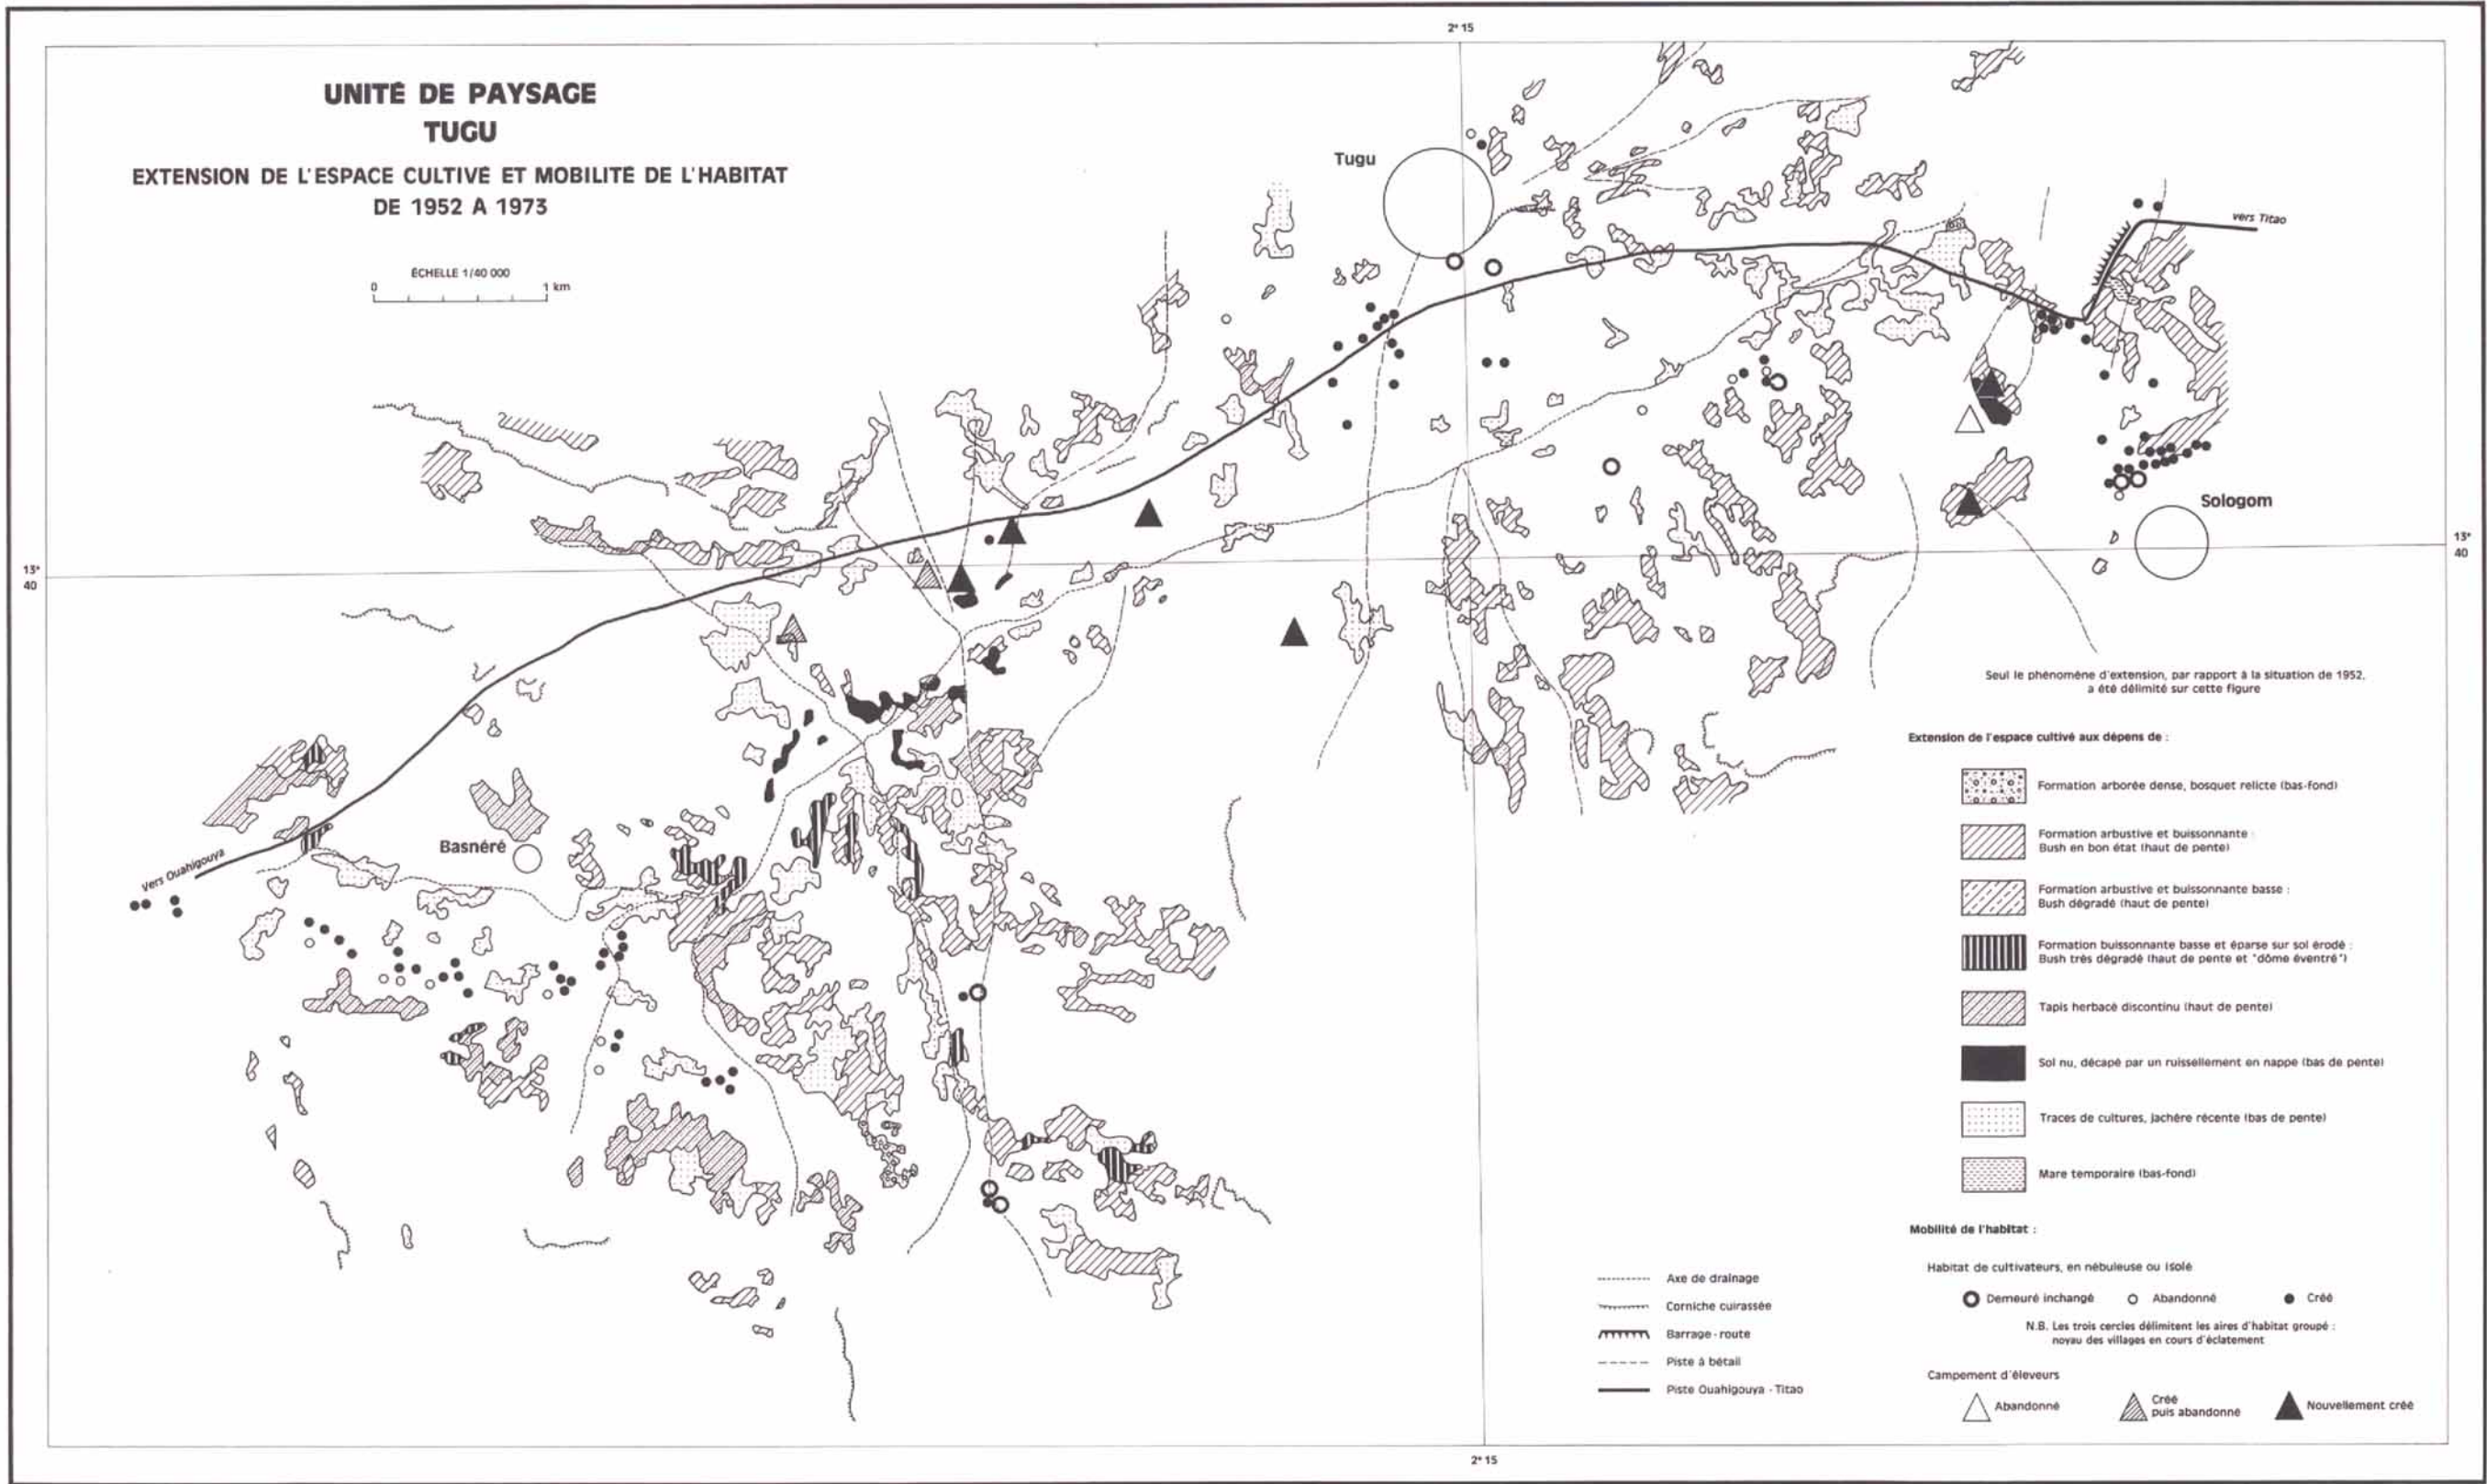 2° 15
UNITÉ DE PAYSAGE
TUGU
EXTENSION DE L'ESPACE CULTIVÉ ET MOBILITÉ DE L'HABITAT
DE 1952 A 1973
ÉCHELLE 1/40 000
0 1 km
Tugu
vers Titao
Sologom
13°
40
13°
40
Basnéré
Vers Ouahigouya
Seul le phénomène d'extension, par rapport à la situation de 1952,
a été délimité sur cette figure
Extension de l'espace cultivé aux dépens de :
Formation arborée dense, bosquet relicte (bas-fond)
Formation arbustive et buissonnante :
Bush en bon état (haut de pente)
Formation arbustive et buissonnante basse :
Bush dégradé (haut de pente)
Formation buissonnante basse et éparse sur sol érodé :
Bush très dégradé (haut de pente et "dôme éventré")
Tapis herbacé discontinu (haut de pente)
Sol nu, décapé par un ruissellement en nappe (bas de pente)
Traces de cultures, jachère récente (bas de pente)
Mare temporaire (bas-fond)
Mobilité de l'habitat :
Habitat de cultivateurs, en nébuleuse ou isolé
Demeuré inchangé Abandonné Créé
N.B. Les trois cercles délimitent les aires d'habitat groupé :
noyau des villages en cours d'éclatement
Campement d'éleveurs
Abandonné Créé puis abandonné Nouvellement créé
Axe de drainage
Corniche cuirassée
Barrage - route
Piste à bétail
Piste Ouahigouya - Titao
2° 15